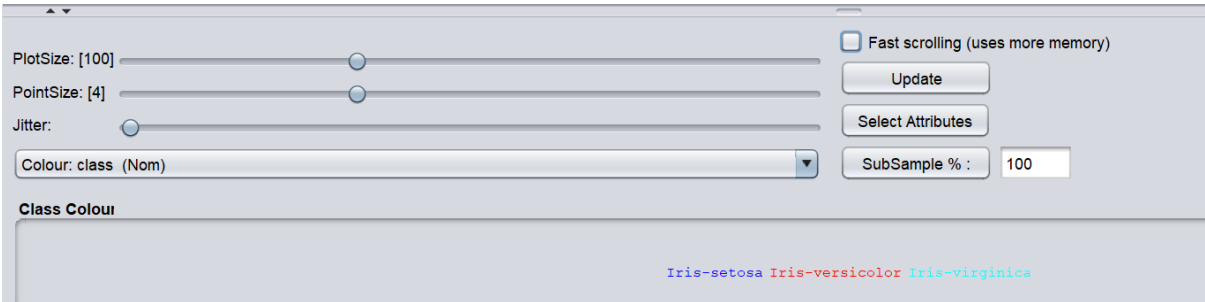 Fast scrolling (uses more memory)
PlotSize: [100]
Update
PointSize: [4]
Select Attributes
Jitter:
Colour: class (Nom)
SubSample % : 100
Class Colour
Iris-setosa Iris-versicolor Iris-virginica